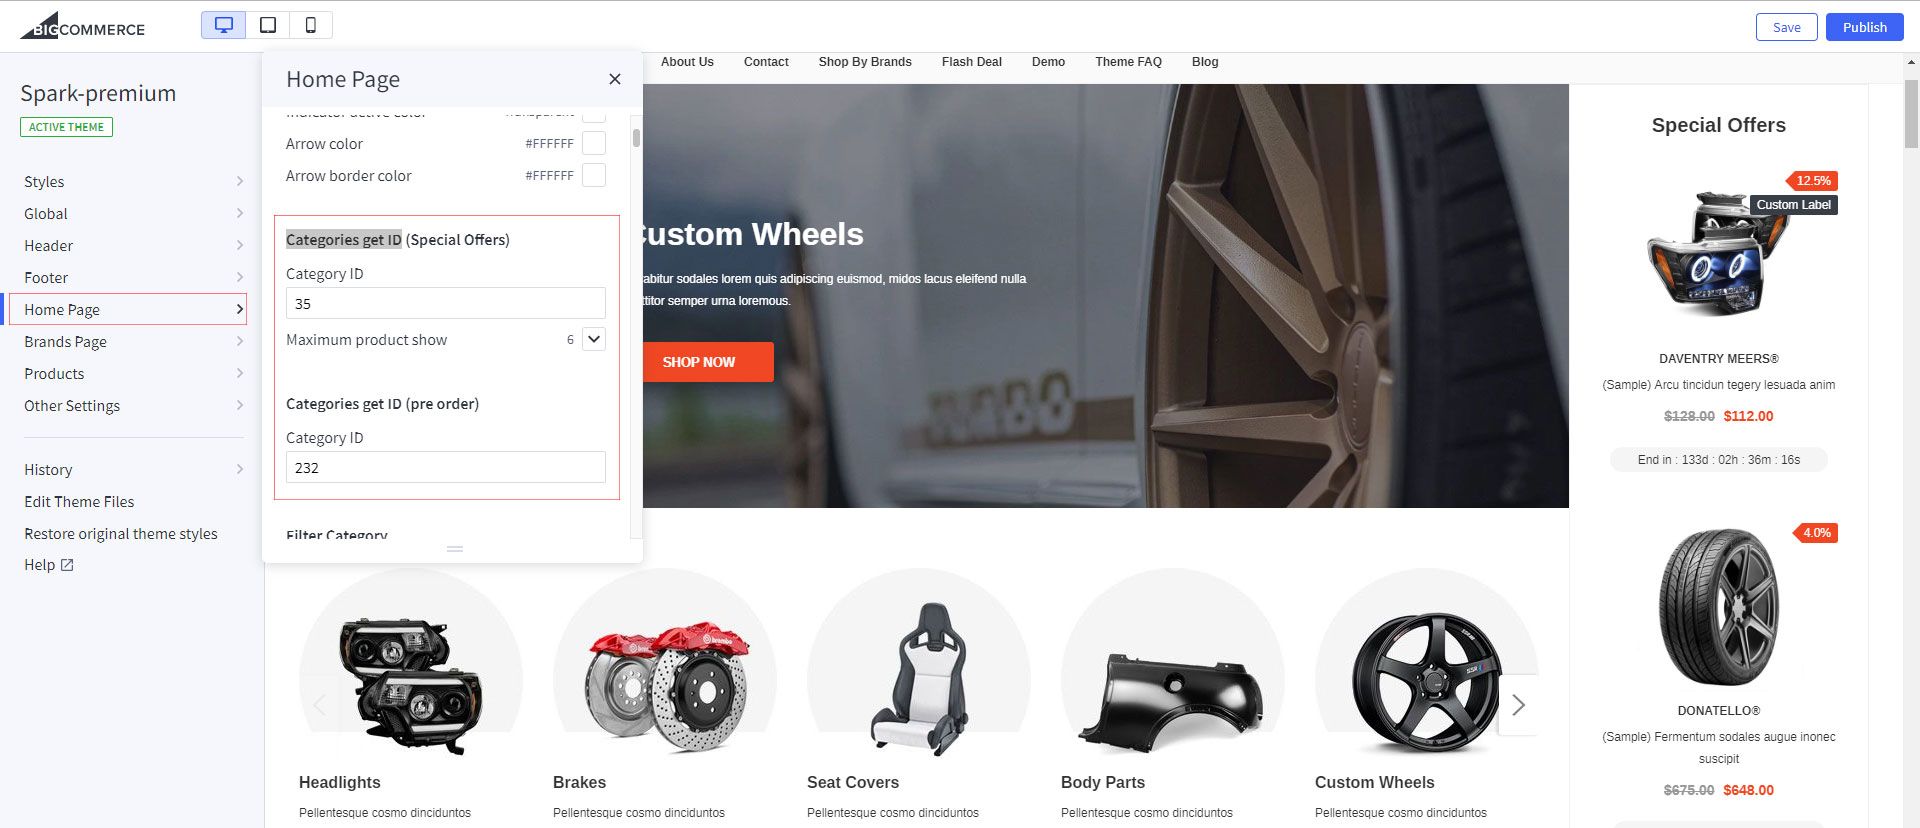 BIGCOMMERCE
Save
Publish
Spark-premium
ACTIVE THEME
Styles
Global
Header
Footer
Home Page
Brands Page
Products
Other Settings
History
Edit Theme Files
Restore original theme styles
Help
Home Page
Indicator active color
Arrow color #FFFFFF
Arrow border color #FFFFFF
Categories get ID (Special Offers)
Category ID
35
Maximum product show 6
Categories get ID (pre order)
Category ID
232
Filter Category
About Us Contact Shop By Brands Flash Deal Demo Theme FAQ Blog
Custom Wheels
abitur sodales lorem quis adipiscing euismod, midos lacus eleifend nulla
ttitor semper urna loremous.
SHOP NOW
Special Offers
12.5%
Custom Label
DAVENTRY MEERS®
(Sample) Arcu tincidun tegery lesuada anim
$128.00 $112.00
End in : 133d : 02h : 36m : 16s
4.0%
DONATELLO®
(Sample) Fermentum sodales augue inonec
suscipit
$675.00 $648.00
Headlights
Pellentesque cosmo dinciduntos
Brakes
Pellentesque cosmo dinciduntos
Seat Covers
Pellentesque cosmo dinciduntos
Body Parts
Pellentesque cosmo dinciduntos
Custom Wheels
Pellentesque cosmo dinciduntos